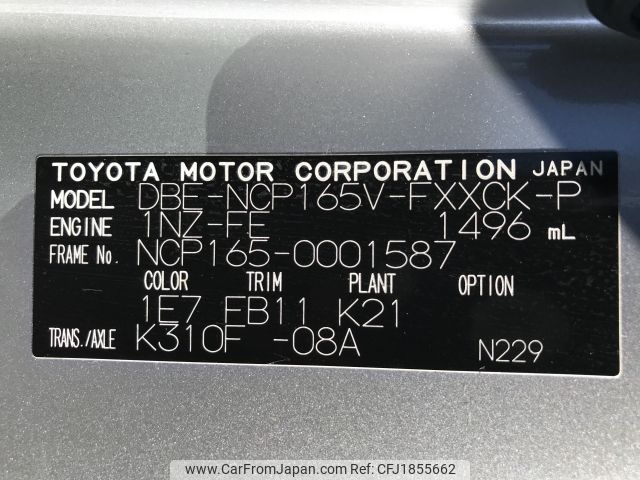 TOYOTA MOTOR CORPORATION JAPAN
MODEL DBE-NCP165V-FXXCK-P
ENGINE 1NZ-FE 1496 mL
FRAME No. NCP165-0001587
COLOR TRIM PLANT OPTION
1E7 FB11 K21
TRANS./AXLE K310F -08A N229
www.CarFromJapan.com Ref id:CFJ1855662